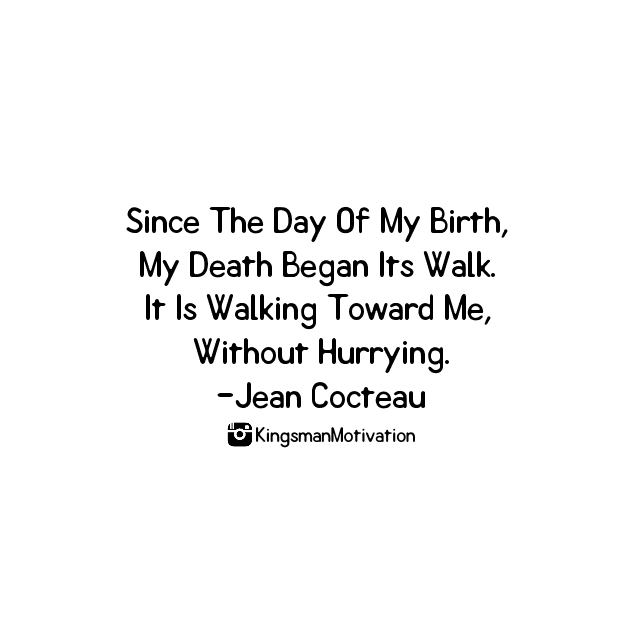 Since The Day Of My Birth,
My Death Began Its Walk.
It Is Walking Toward Me,
Without Hurrying.
-Jean Cocteau
KingsmanMotivation